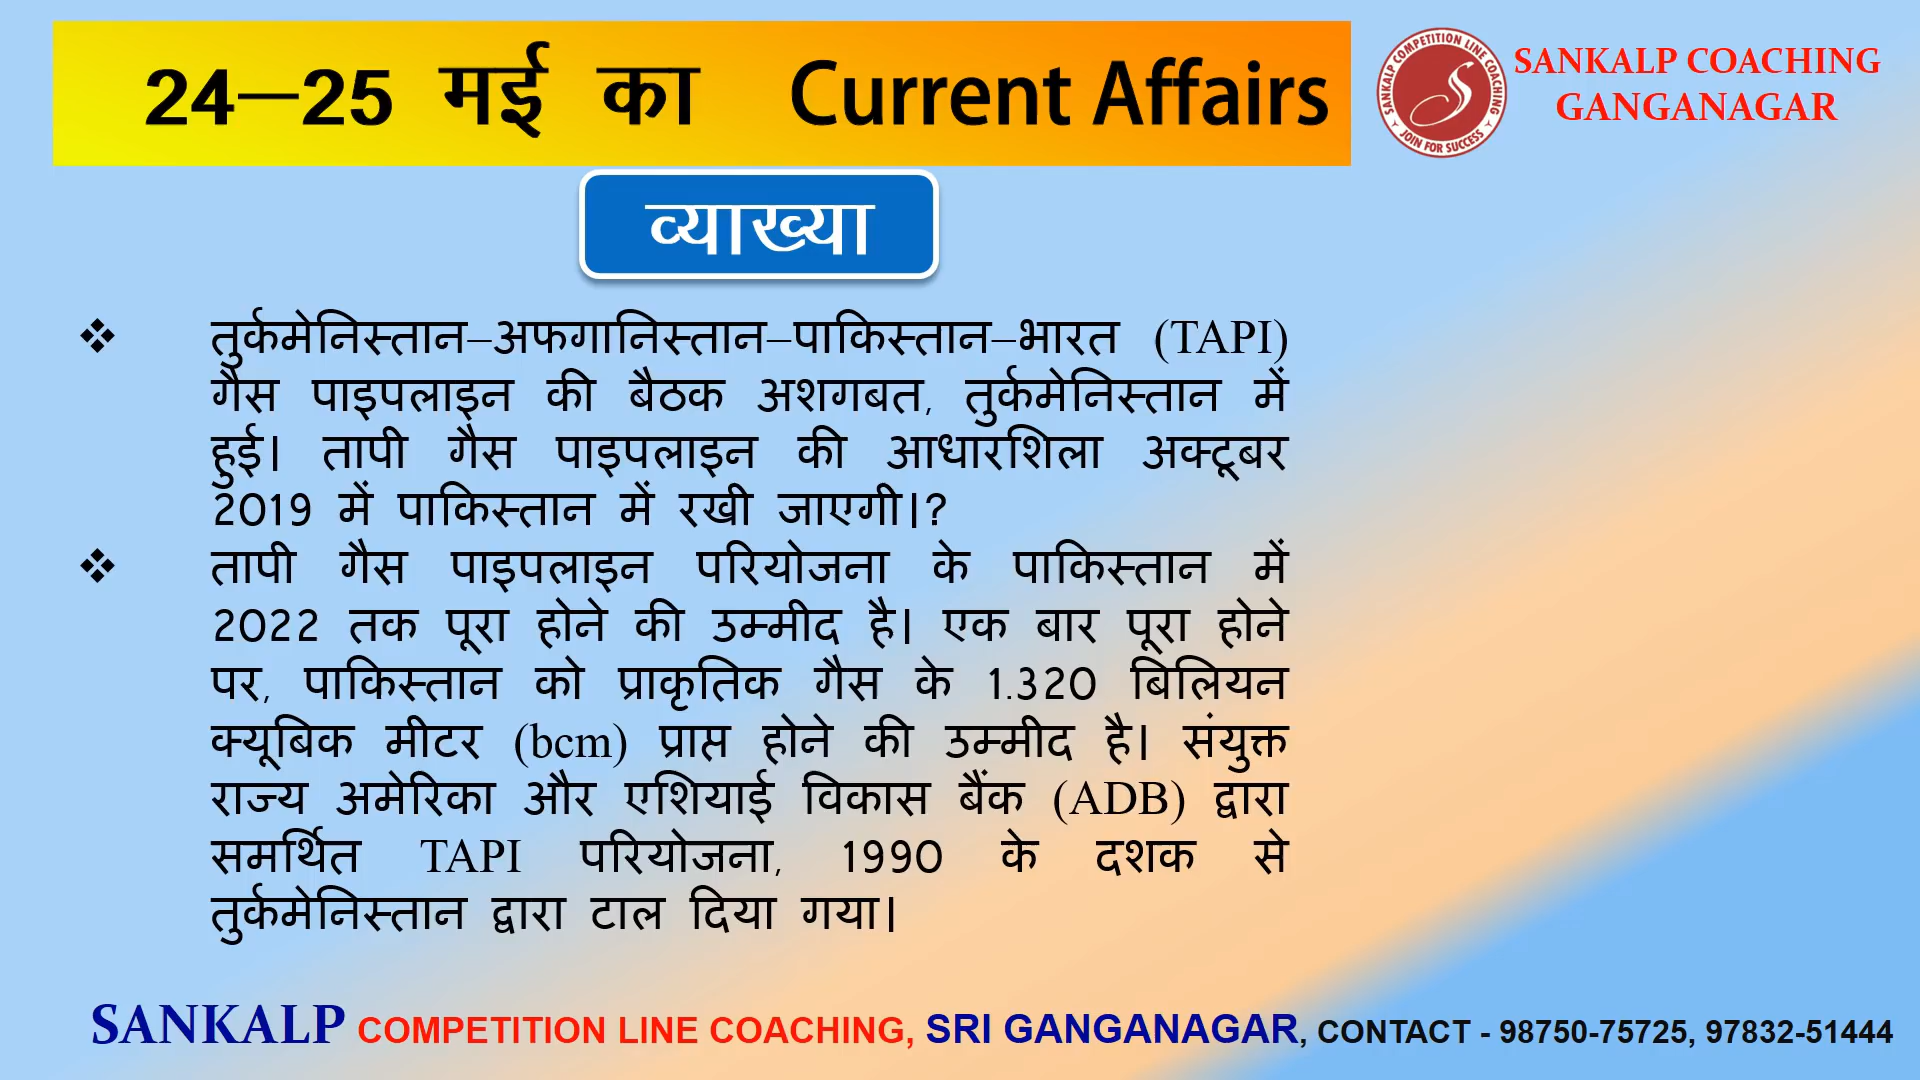 24–25 मई का Current Affairs
SANKALP COMPETITION LINE COACHING
JOIN FOR SUCCESS
SANKALP COACHING
GANGANAGAR
व्याख्या
❖ तुर्कमेनिस्तान–अफगानिस्तान–पाकिस्तान–भारत (TAPI)
गैस पाइपलाइन की बैठक अशगबत, तुर्कमेनिस्तान में
हुई। तापी गैस पाइपलाइन की आधारशिला अक्टूबर
2019 में पाकिस्तान में रखी जाएगी।?
❖ तापी गैस पाइपलाइन परियोजना के पाकिस्तान में
2022 तक पूरा होने की उम्मीद है। एक बार पूरा होने
पर, पाकिस्तान को प्राकृतिक गैस के 1.320 बिलियन
क्यूबिक मीटर (bcm) प्राप्त होने की उम्मीद है। संयुक्त
राज्य अमेरिका और एशियाई विकास बैंक (ADB) द्वारा
समर्थित TAPI परियोजना, 1990 के दशक से
तुर्कमेनिस्तान द्वारा टाल दिया गया।
SANKALP COMPETITION LINE COACHING, SRI GANGANAGAR, CONTACT - 98750-75725, 97832-51444